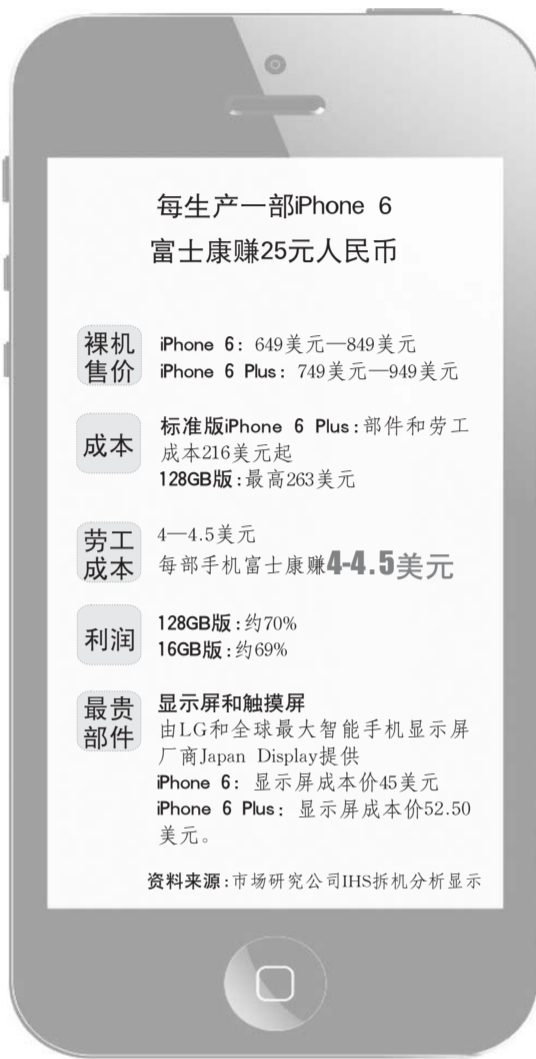 每生产一部iPhone 6
富士康赚25元人民币
裸机
售价
iPhone 6: 649美元—849美元
iPhone 6 Plus: 749美元—949美元
成本
标准版iPhone 6 Plus:部件和劳工
成本216美元起
128GB版:最高263美元
劳工
成本
4—4.5美元
每部手机富士康赚4-4.5美元
利润
128GB版:约70%
16GB版:约69%
最贵
部件
显示屏和触摸屏
由LG和全球最大智能手机显示屏
厂商Japan Display提供
iPhone 6: 显示屏成本价45美元
iPhone 6 Plus: 显示屏成本价52.50
美元。
资料来源:市场研究公司IHS拆机分析显示